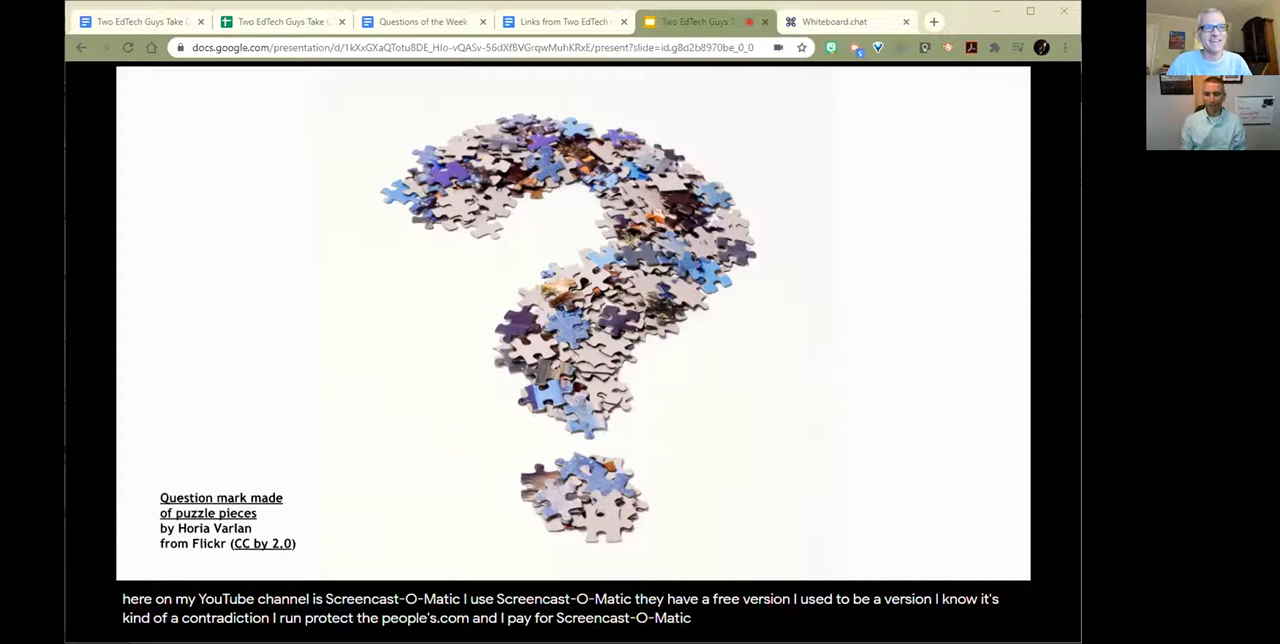 Two EdTech Guys Take
Two EdTech Guys Take
Questions of the Week
Links from Two EdTech
Two EdTech Guys
Whiteboard.chat
docs.google.com/presentation/d/1kXxGXaQTotu8DE_HIo-vQASv-56dXfBVGrqwMuhKRxE/present?slide=id.g8d2b8970be_0_0
Question mark made
of puzzle pieces
by Horia Varlan
from Flickr (CC by 2.0)
here on my YouTube channel is Screencast-O-Matic I use Screencast-O-Matic they have a free version I used to be a version I know it's
kind of a contradiction I run protect the people's.com and I pay for Screencast-O-Matic